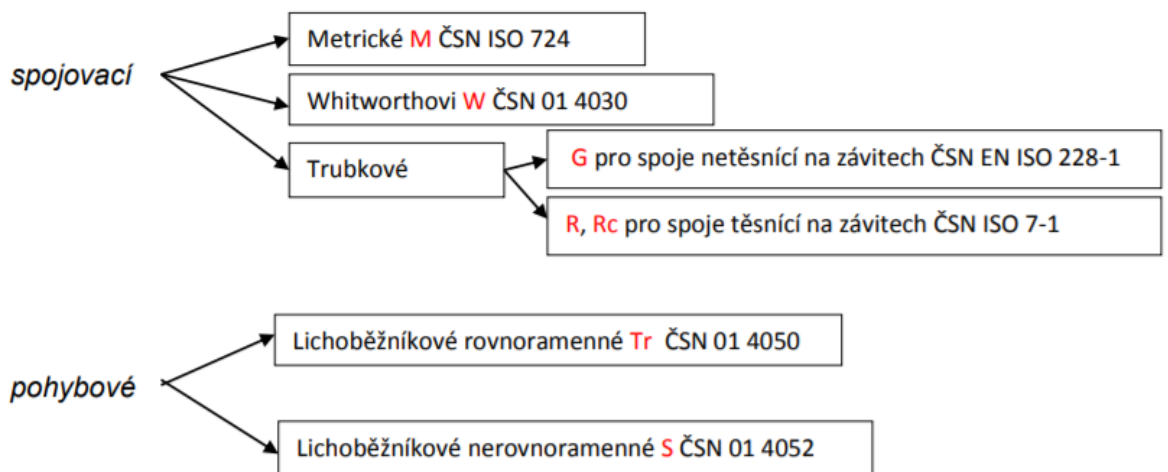 Metrické M ČSN ISO 724
spojovací
Whitworthovi W ČSN 01 4030
Trubkové
G pro spoje netěsnící na závitech ČSN EN ISO 228-1
R, Rc pro spoje těsnící na závitech ČSN ISO 7-1
Lichoběžníkové rovnoramenné Tr ČSN 01 4050
pohybové
Lichoběžníkové nerovnoramenné S ČSN 01 4052